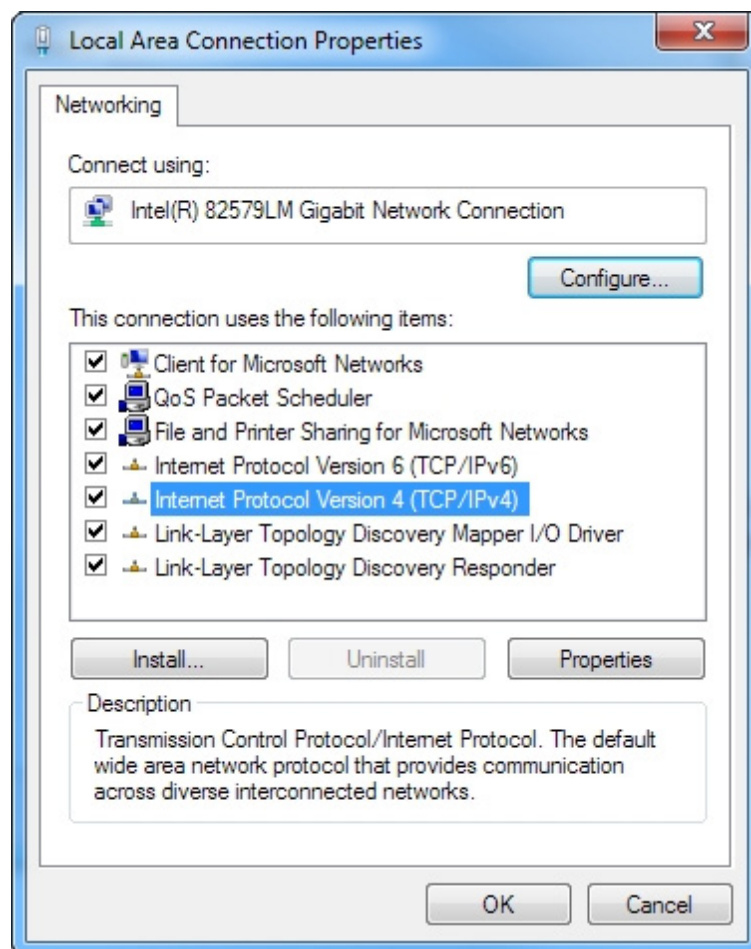 Local Area Connection Properties
Networking
Connect using:
Intel(R) 82579LM Gigabit Network Connection
Configure...
This connection uses the following items:
Client for Microsoft Networks
QoS Packet Scheduler
File and Printer Sharing for Microsoft Networks
Internet Protocol Version 6 (TCP/IPv6)
Internet Protocol Version 4 (TCP/IPv4)
Link-Layer Topology Discovery Mapper I/O Driver
Link-Layer Topology Discovery Responder
Install...
Uninstall
Properties
Description
Transmission Control Protocol/Internet Protocol. The default
wide area network protocol that provides communication
across diverse interconnected networks.
OK
Cancel